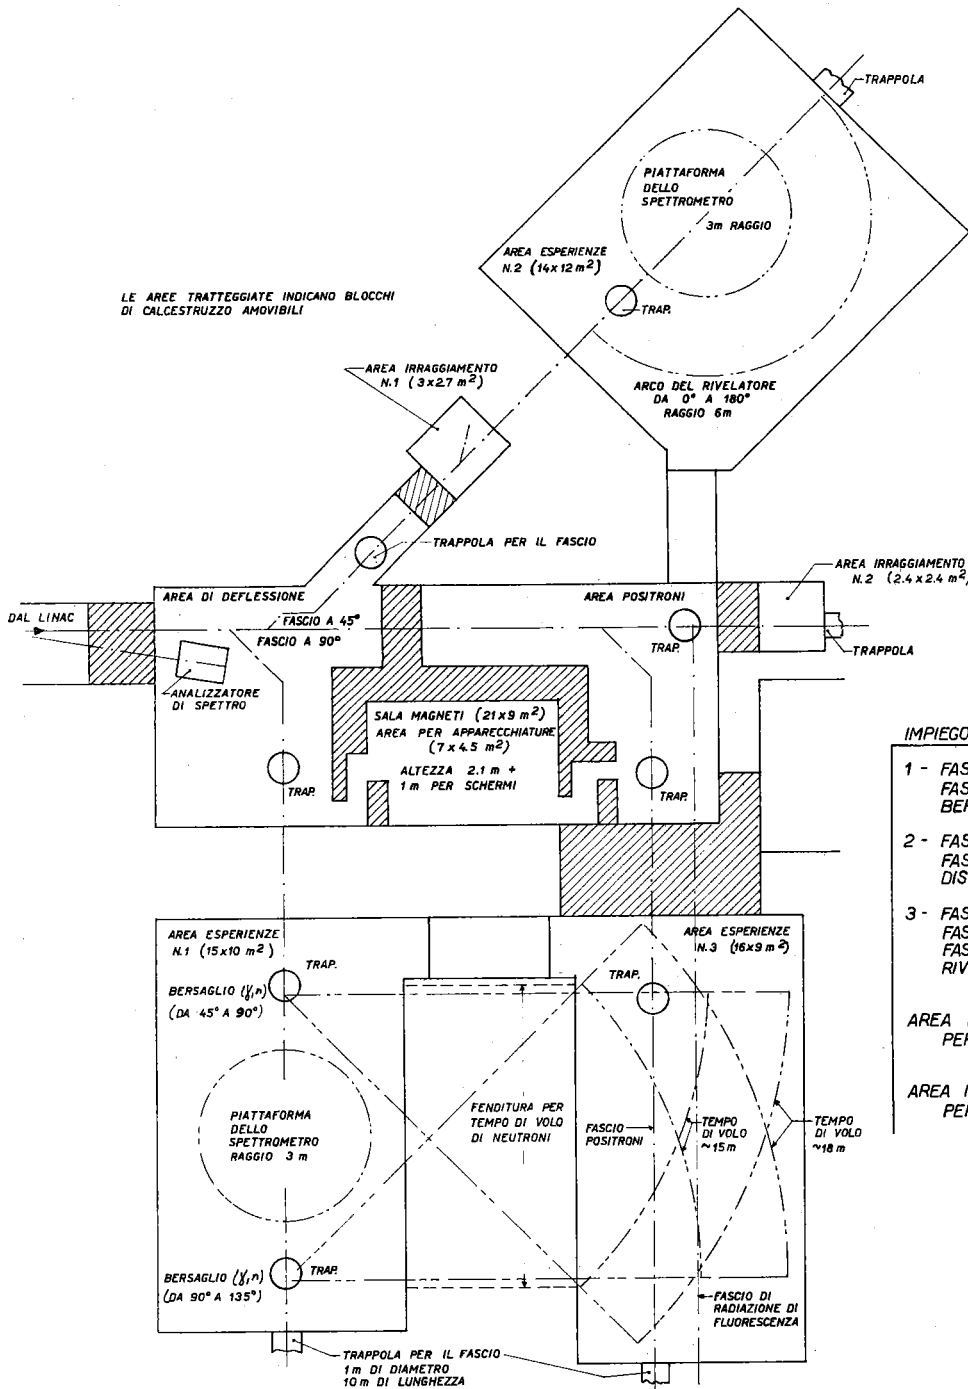 TRAPPOLA
PIATTAFORMA
DELLO
SPETTROMETRO
3m RAGGIO
AREA ESPERIENZE
N.2 (14x12 m²)
TRAP.
LE AREE TRATTEGGIATE INDICANO BLOCCHI
DI CALCESTRUZZO AMOVIBILI
AREA IRRAGGIAMENTO
N.1 (3x2.7 m²)
ARCO DEL RIVELATORE
DA 0° A 180°
RAGGIO 6m
TRAPPOLA PER IL FASCIO
AREA IRRAGGIAMENTO
N.2 (2.4x2.4 m²)
AREA DI DEFLESSIONE
AREA POSITRONI
DAL LINAC
FASCIO A 45°
FASCIO A 90°
TRAP.
TRAPPOLA
ANALIZZATORE
DI SPETTRO
SALA MAGNETI (21x9 m²)
AREA PER APPARECCHIATURE
(7x4.5 m²)
ALTEZZA 2.1 m +
1m PER SCHERMI
TRAP.
TRAP.
IMPIEGO
1 - FAS
FAS
BER
2 - FAS
FAS
DIS
3 - FAS
FAS
FAS
RIV
AREA
PER
AREA I
PER
AREA ESPERIENZE
N.1 (15x10 m²)
AREA ESPERIENZE
N.3 (16x9 m²)
TRAP.
TRAP.
BERSAGLIO (γ,n)
(DA 45° A 90°)
PIATTAFORMA
DELLO
SPETTROMETRO
RAGGIO 3 m
FENDITURA PER
TEMPO DI VOLO
DI NEUTRONI
FASCIO
POSITRONI
TEMPO
DI VOLO
~15m
TEMPO
DI VOLO
~18m
BERSAGLIO (γ,n)
(DA 90° A 135°)
TRAP.
FASCIO DI
RADIAZIONE DI
FLUORESCENZA
TRAPPOLA PER IL FASCIO
1m DI DIAMETRO
10m DI LUNGHEZZA